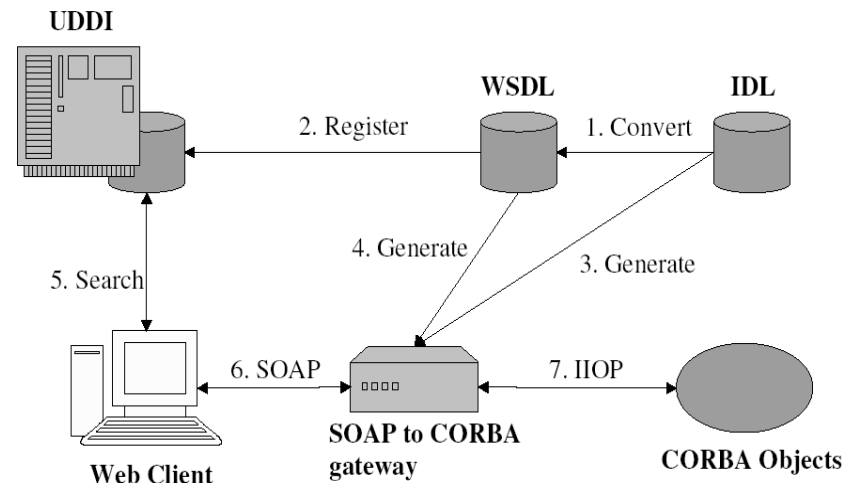 UDDI
WSDL
IDL
2. Register
1. Convert
4. Generate
3. Generate
5. Search
6. SOAP
7. IIOP
SOAP to CORBA
gateway
CORBA Objects
Web Client